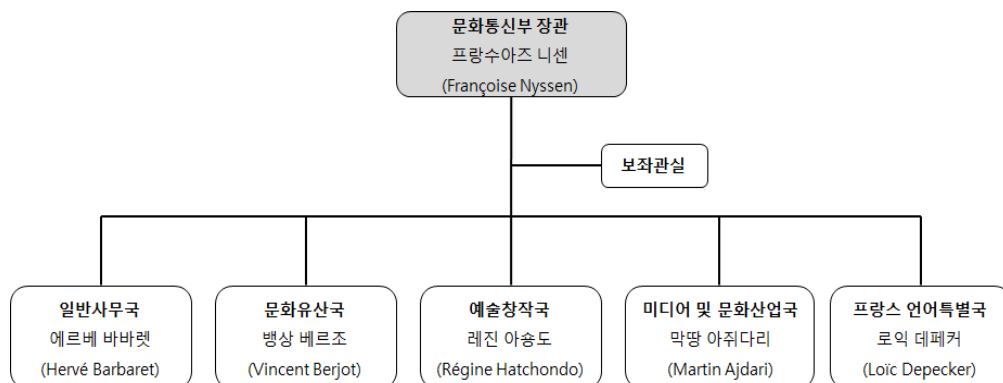 문화통신부 장관
프랑수아즈 니센
(Françoise Nyssen)
보좌관실
일반사무국
에르베 바바렛
(Hervé Barbaret)
문화유산국
뱅상 베르조
(Vincent Berjot)
예술창작국
레진 아숑도
(Régine Hatchondo)
미디어 및 문화산업국
막땅 아쥐다리
(Martin Ajdari)
프랑스 언어특별국
로익 데페커
(Loïc Depecker)